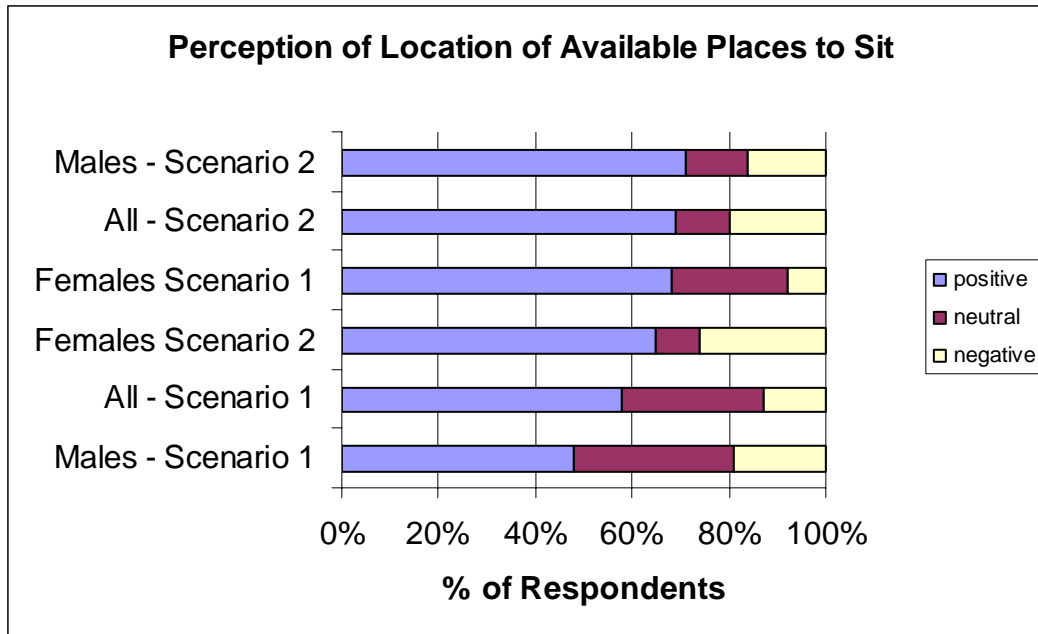 Perception of Location of Available Places to Sit
Males - Scenario 2
All - Scenario 2
Females Scenario 1
Females Scenario 2
All - Scenario 1
Males - Scenario 1
0% 20% 40% 60% 80% 100%
% of Respondents
positive
neutral
negative